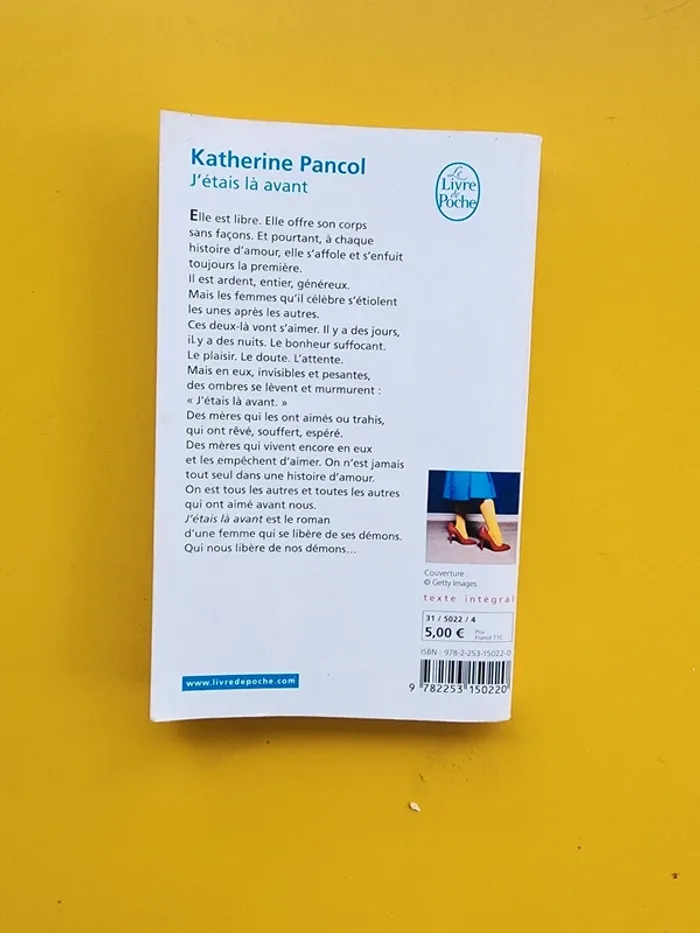 Katherine Pancol
J'étais là avant
Le
Livre
de
Poche
Elle est libre. Elle offre son corps
sans façons. Et pourtant, à chaque
histoire d'amour, elle s'affole et s'enfuit
toujours la première.
Il est ardent, entier, généreux.
Mais les femmes qu'il célèbre s'étiolent
les unes après les autres.
Ces deux-là vont s'aimer. Il y a des jours,
il y a des nuits. Le bonheur suffocant.
Le plaisir. Le doute. L'attente.
Mais en eux, invisibles et pesantes,
des ombres se lèvent et murmurent :
« J'étais là avant. »
Des mères qui les ont aimés ou trahis,
qui ont rêvé, souffert, espéré.
Des mères qui vivent encore en eux
et les empêchent d'aimer. On n'est jamais
tout seul dans une histoire d'amour.
On est tous les autres et toutes les autres
qui ont aimé avant nous.
J'étais là avant est le roman
d'une femme qui se libère de ses démons.
Qui nous libère de nos démons...
Couverture :
© Getty Images.
texte intégral
31 / 5022 / 4
5,00 € Prix
France TTC
ISBN : 978-2-253-15022-0
9 782253 150220
www.livredepoche.com